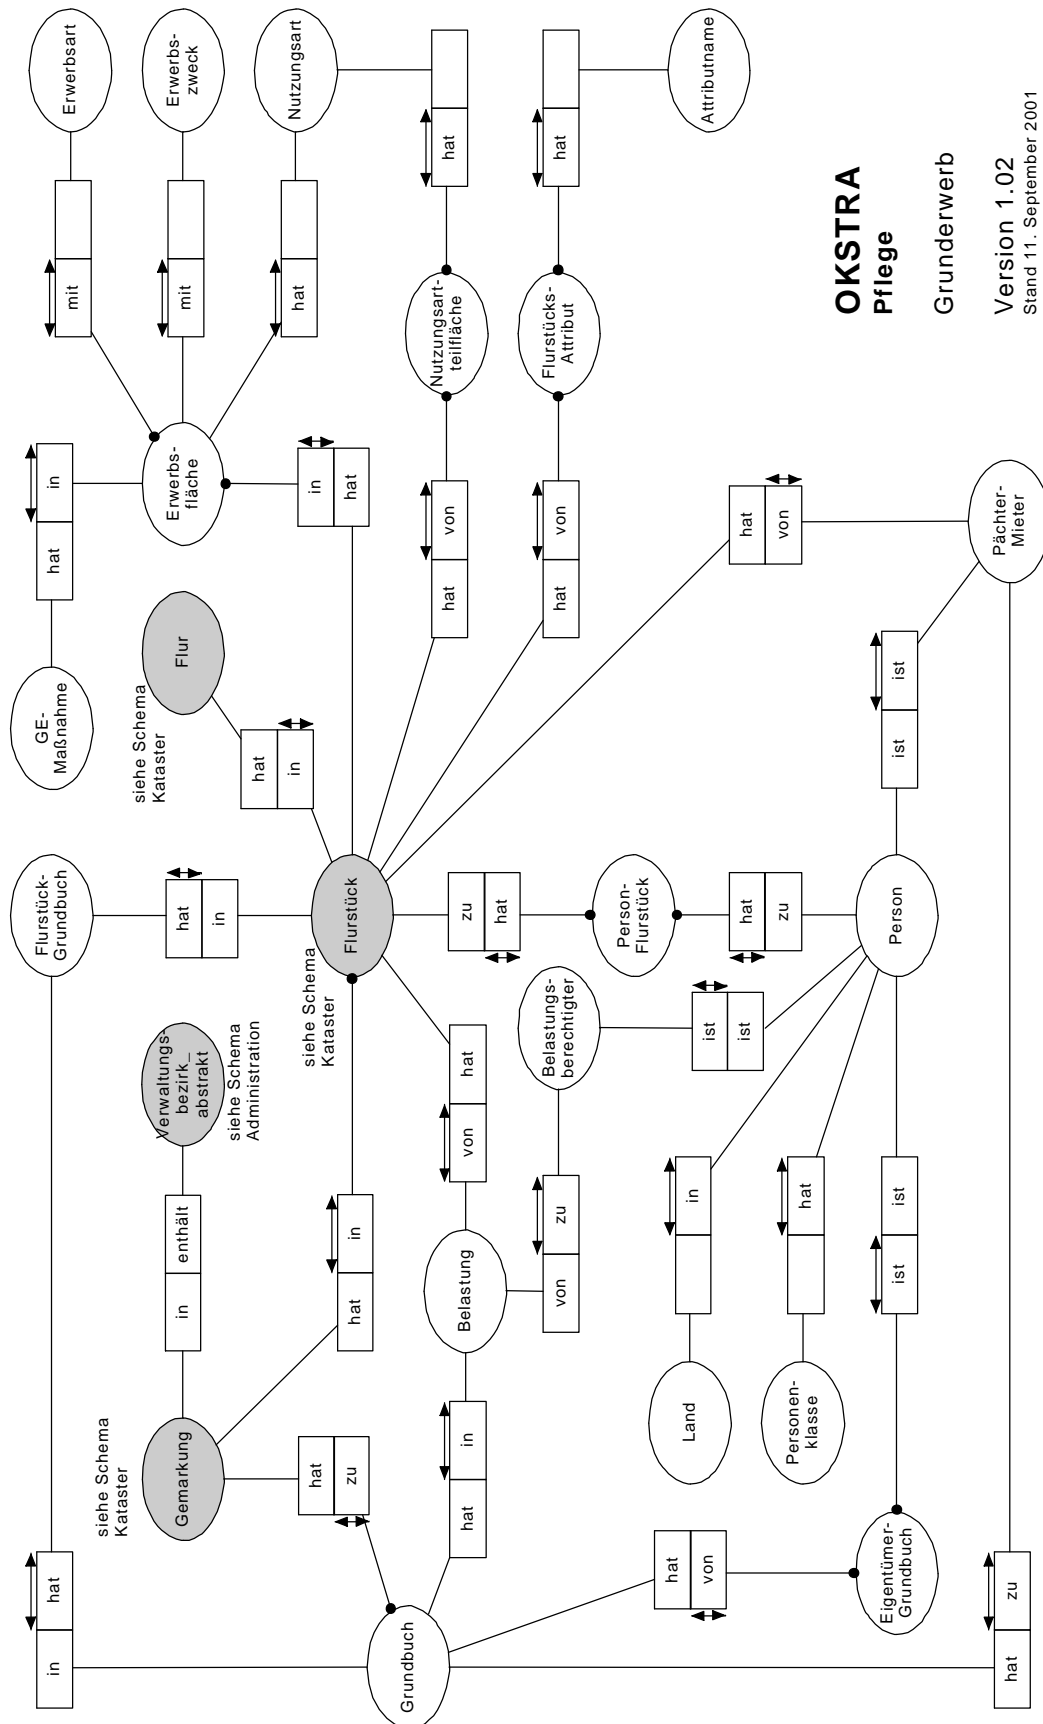 in
hat
Flurstück-
Grundbuch
GE-
Maßnahme
hat
in
mit
Erwerbsart
siehe Schema
Kataster
Gemarkung
in
enthält
Verwaltungs-
bezirk_
abstrakt
siehe Schema
Administration
hat
in
siehe Schema
Kataster
Flur
Erwerbs-
fläche
mit
Erwerbs-
zweck
hat
in
hat
Nutzungsart
hat
zu
hat
in
siehe Schema
Kataster
Flurstück
in
hat
Grundbuch
hat
in
Belastung
von
hat
zu
hat
hat
von
Nutzungsart-
teilfläche
hat
von
zu
Belastungs-
berechtigter
hat
von
Flurstücks-
Attribut
hat
Person-
Flurstück
hat
von
Land
in
ist
ist
hat
zu
hat
von
Attributname
Personen-
klasse
hat
Eigentümer-
Grundbuch
ist
ist
Person
ist
ist
hat
zu
Pächter-
Mieter
OKSTRA
Pflege
Grunderwerb
Version 1.02
Stand 11. September 2001